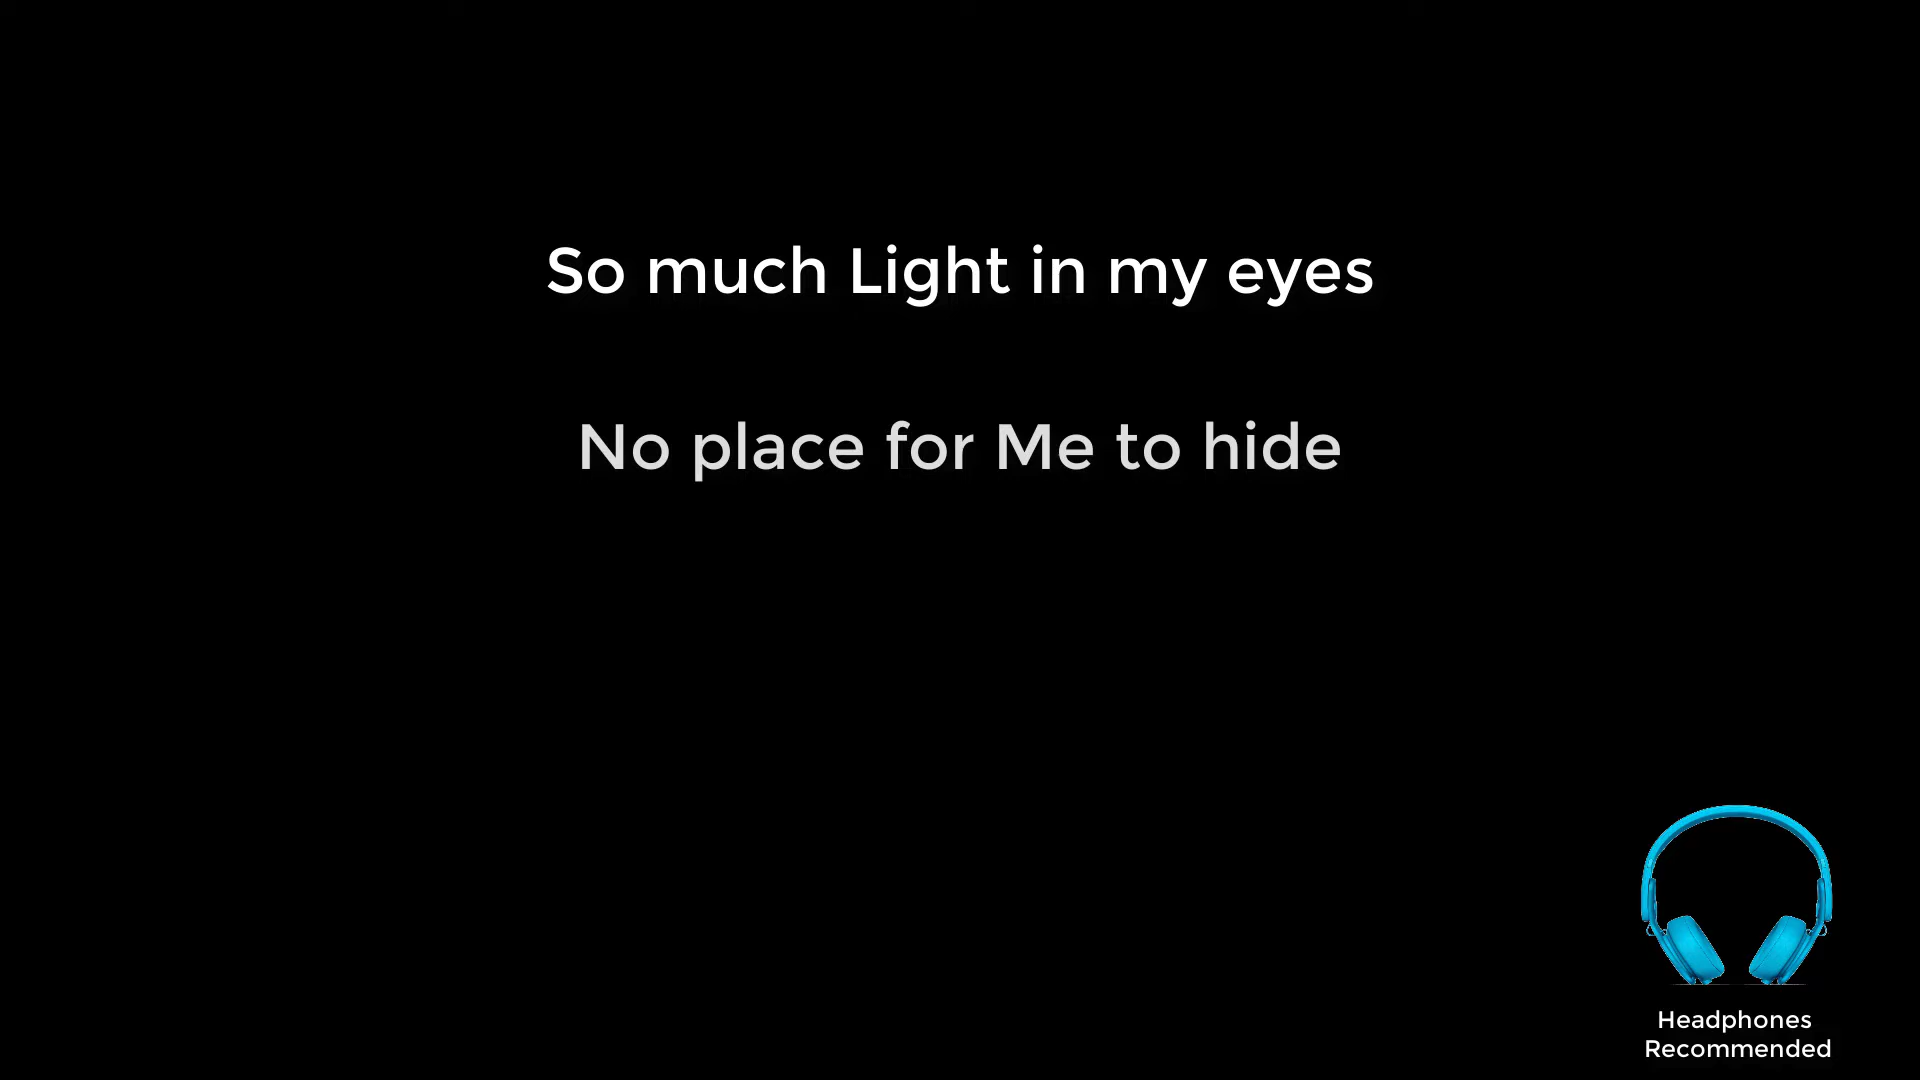 So much Light in my eyes
No place for Me to hide
Headphones
Recommended